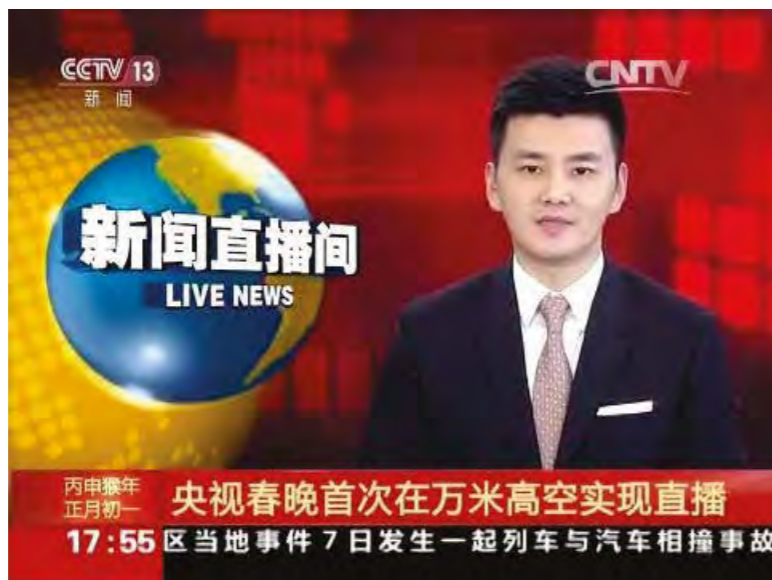 CCTV 13
新闻
CNTV
新闻直播间
LIVE NEWS
丙申猴年
正月初一
央视春晚首次在万米高空实现直播
17:55
区当地事件7日发生一起列车与汽车相撞事故